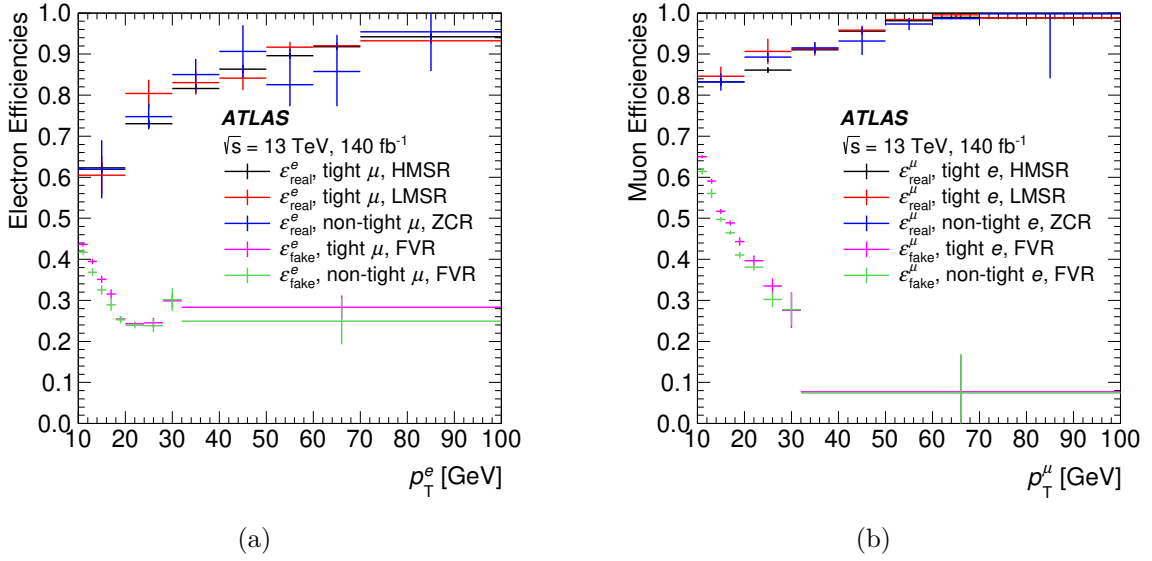 Electron Efficiencies
1.0
0.9
0.8
0.7
0.6
0.5
0.4
0.3
0.2
0.1
0.0
ATLAS
√s = 13 TeV, 140 fb⁻¹
ε^e_real, tight μ, HMSR
ε^e_real, tight μ, LMSR
ε^e_real, non-tight μ, ZCR
ε^e_fake, tight μ, FVR
ε^e_fake, non-tight μ, FVR
10 20 30 40 50 60 70 80 90 100
p^e_T [GeV]
(a)
Muon Efficiencies
1.0
0.9
0.8
0.7
0.6
0.5
0.4
0.3
0.2
0.1
0.0
ATLAS
√s = 13 TeV, 140 fb⁻¹
ε^μ_real, tight e, HMSR
ε^μ_real, tight e, LMSR
ε^μ_real, non-tight e, ZCR
ε^μ_fake, tight e, FVR
ε^μ_fake, non-tight e, FVR
10 20 30 40 50 60 70 80 90 100
p^μ_T [GeV]
(b)